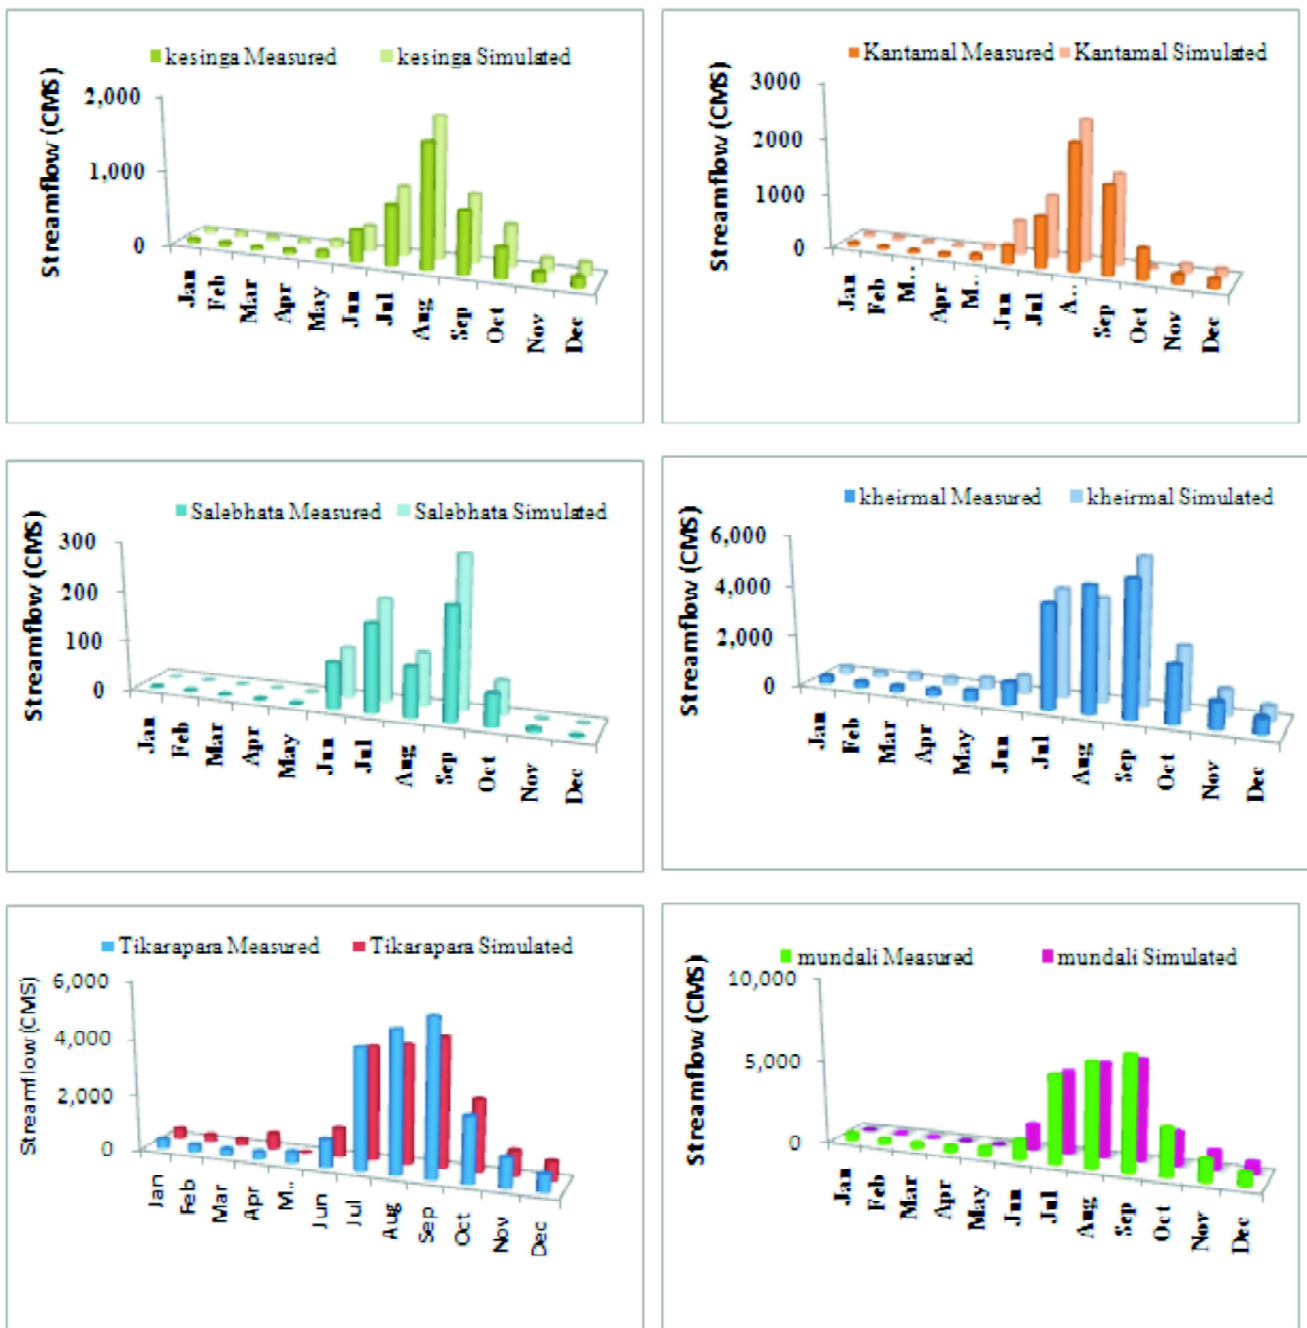 kesinga Measured kesinga Simulated
Streamflow (CMS)
2,000
1,000
0
Jan Feb Mar Apr May Jun Jul Aug Sep Oct Nov Dec
Kantamal Measured Kantamal Simulated
Streamflow (CMS)
3000
2000
1000
0
Jan Feb M.. Apr M.. Jun Jul A.. Sep Oct Nov Dec
Salebhata Measured Salebhata Simulated
Streamflow (CMS)
300
200
100
0
Jan Feb Mar Apr May Jun Jul Aug Sep Oct Nov Dec
kheirmal Measured kheirmal Simulated
Streamflow (CMS)
6,000
4,000
2,000
0
Jan Feb Mar Apr May Jun Jul Aug Sep Oct Nov Dec
Tikarapara Measured Tikarapara Simulated
Streamflow (CMS)
6,000
4,000
2,000
0
Jan Feb Mar Apr M.. Jun Jul Aug Sep Oct Nov Dec
mundali Measured mundali Simulated
Streamflow (CMS)
10,000
5,000
0
Jan Feb Mar Apr May Jun Jul Aug Sep Oct Nov Dec